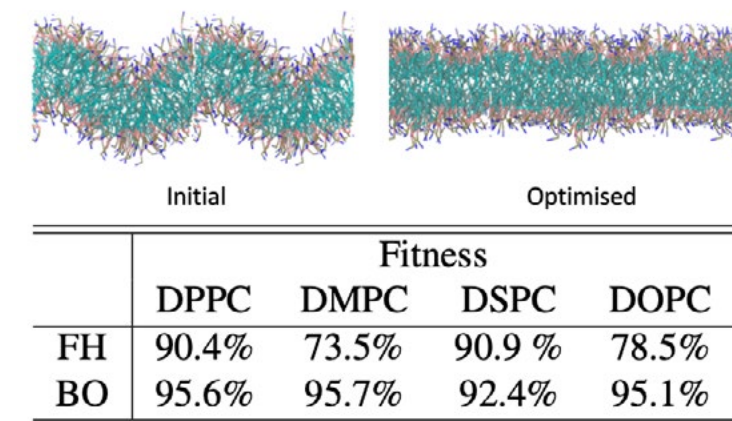 Initial Optimised
Fitness
DPPC DMPC DSPC DOPC
FH 90.4% 73.5% 90.9 % 78.5%
BO 95.6% 95.7% 92.4% 95.1%